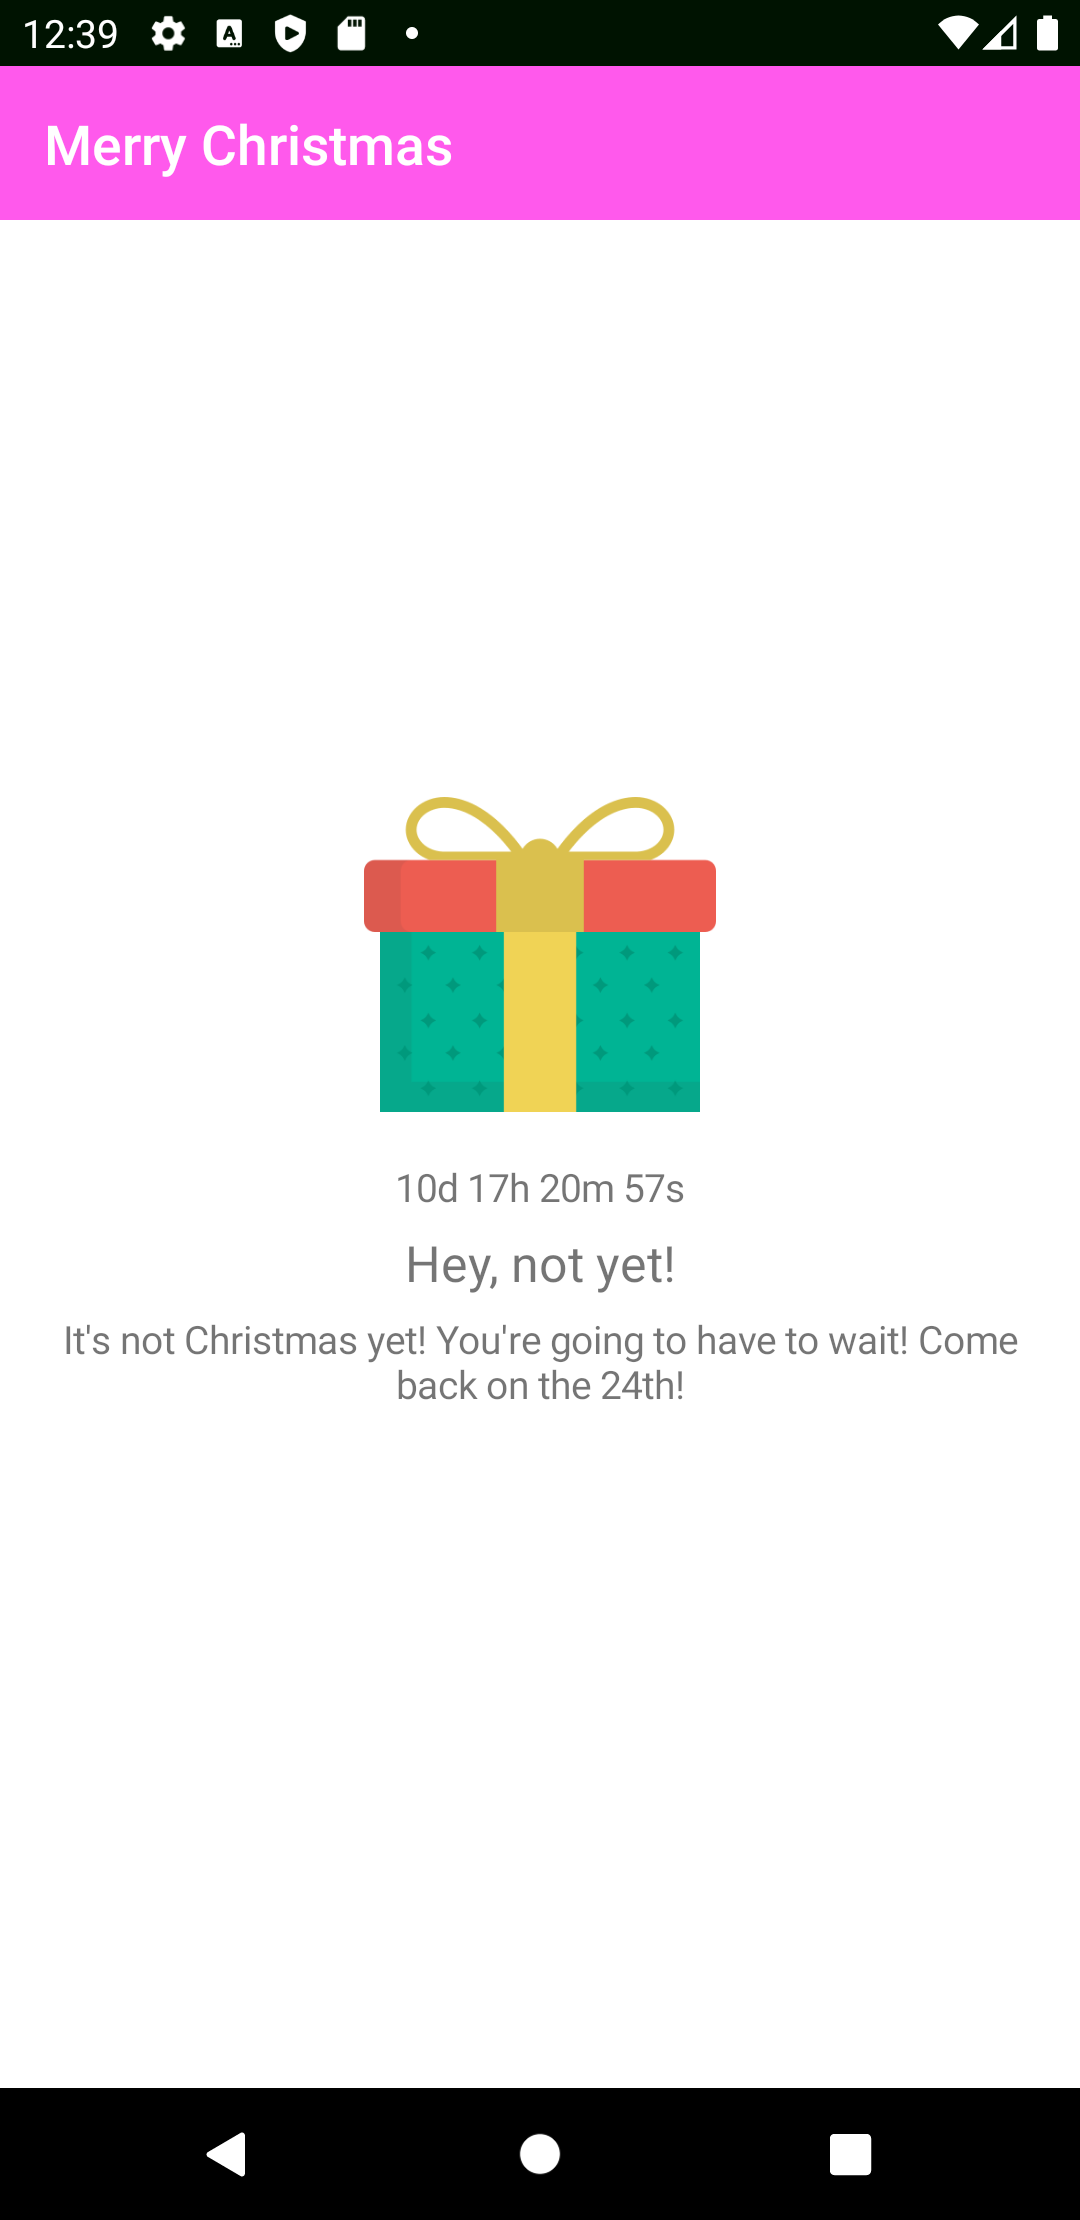 12:39
Merry Christmas
10d 17h 20m 57s
Hey, not yet!
It's not Christmas yet! You're going to have to wait! Come
back on the 24th!